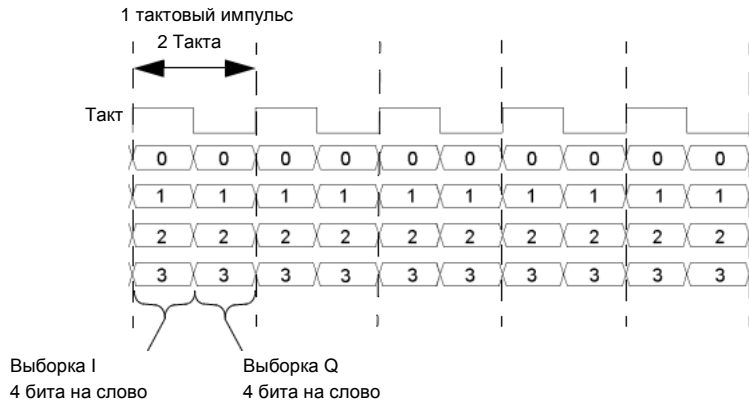 1 тактовый импульс
2 Такта
Такт
0 0 0 0 0 0 0 0 0 0
1 1 1 1 1 1 1 1 1 1
2 2 2 2 2 2 2 2 2 2
3 3 3 3 3 3 3 3 3 3
Выборка I
4 бита на слово
Выборка Q
4 бита на слово